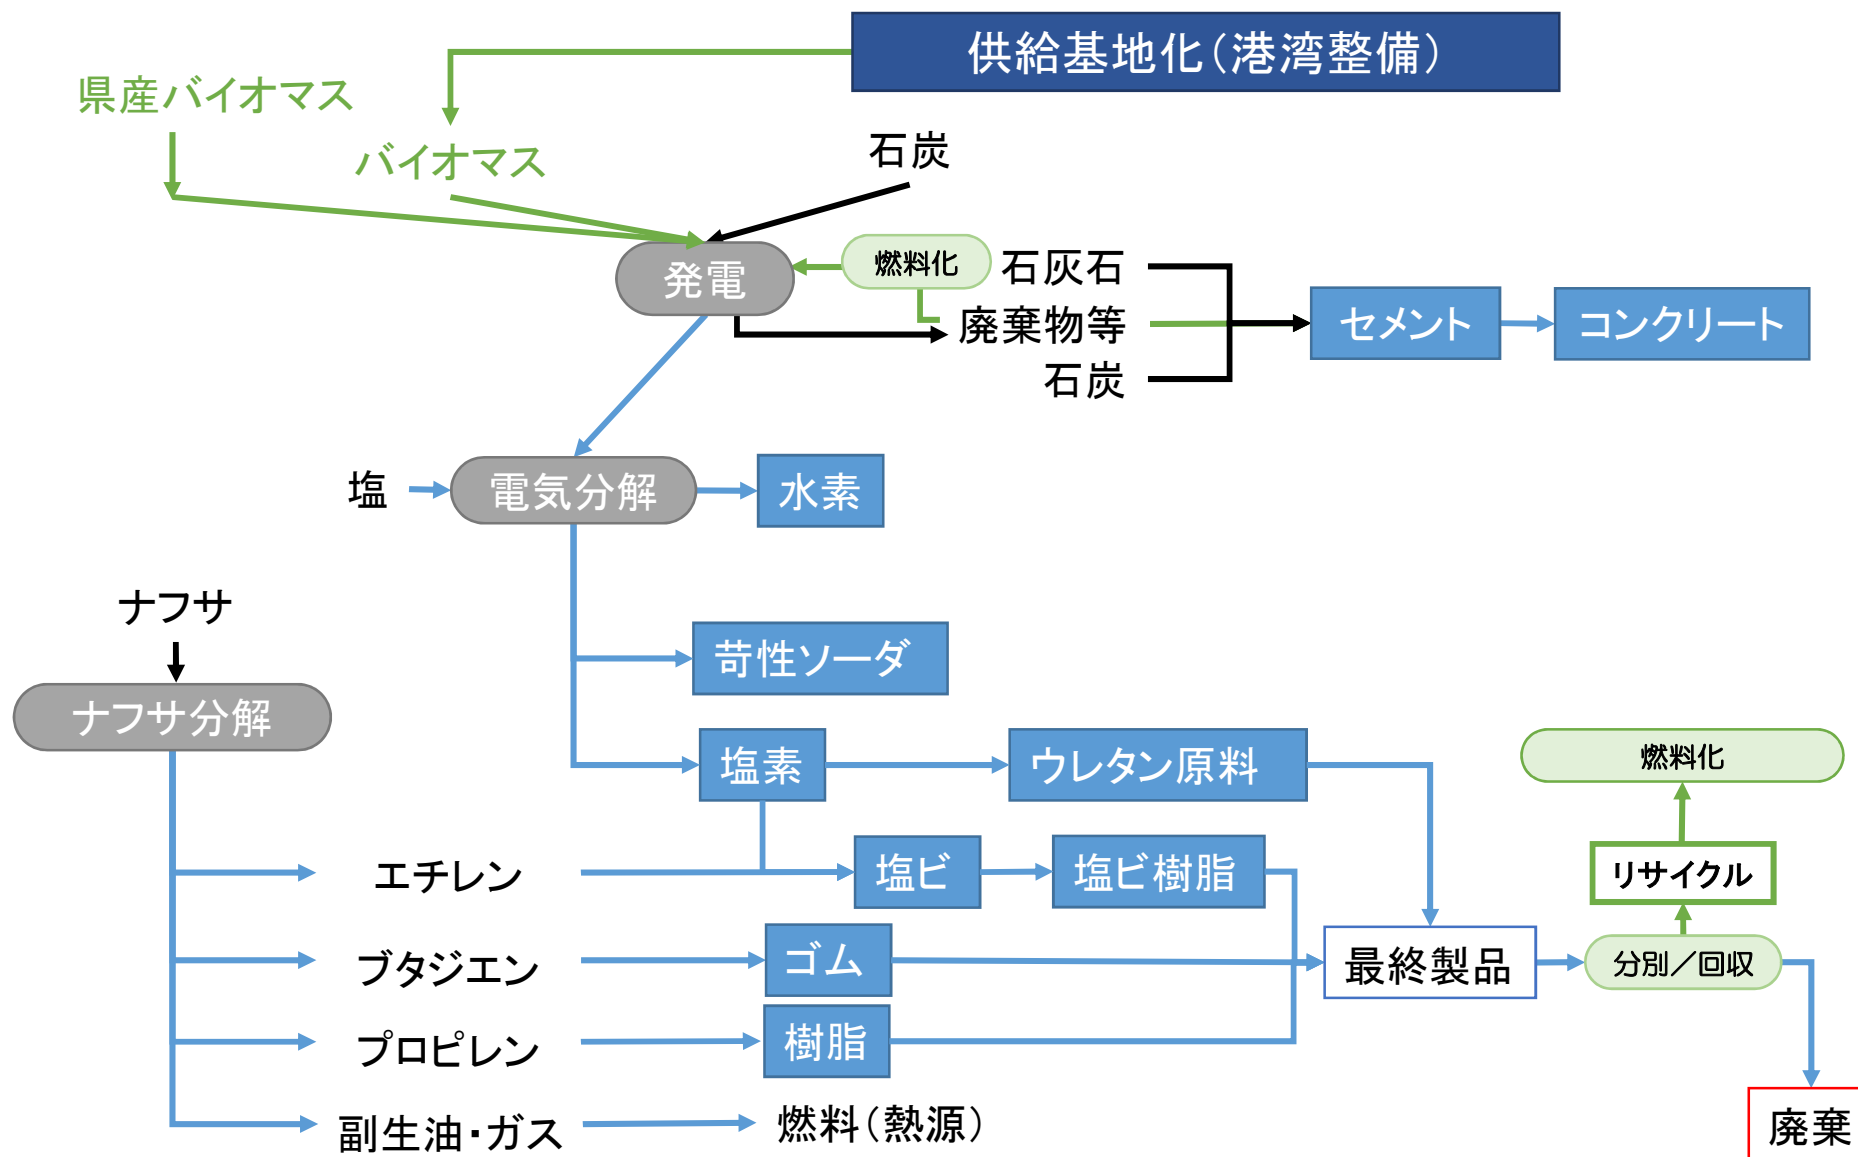 供給基地化（港湾整備）
県産バイオマス
バイオマス
石炭
発電
燃料化
石灰石
廃棄物等
石炭
セメント
コンクリート
塩
電気分解
水素
ナフサ
ナフサ分解
苛性ソーダ
塩素
ウレタン原料
燃料化
エチレン
塩ビ
塩ビ樹脂
リサイクル
ブタジエン
ゴム
最終製品
分別／回収
プロピレン
樹脂
副生油・ガス
燃料（熱源）
廃棄